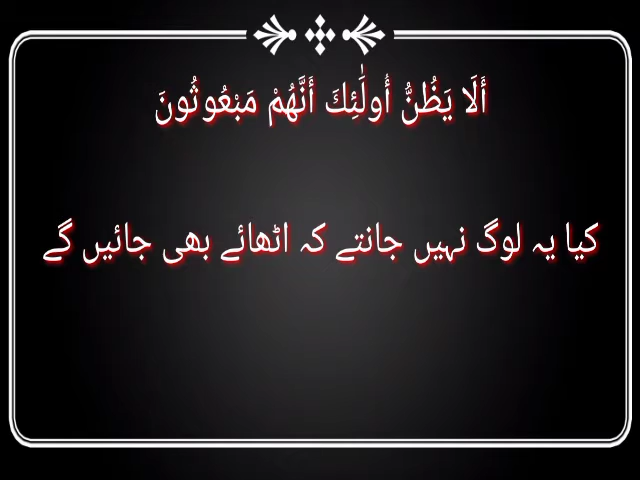 أَلَا يَظُنُّ أُولَٰئِكَ أَنَّهُمْ مَبْعُوثُونَ
کیا یہ لوگ نہیں جانتے کہ اٹھائے بھی جائیں گے